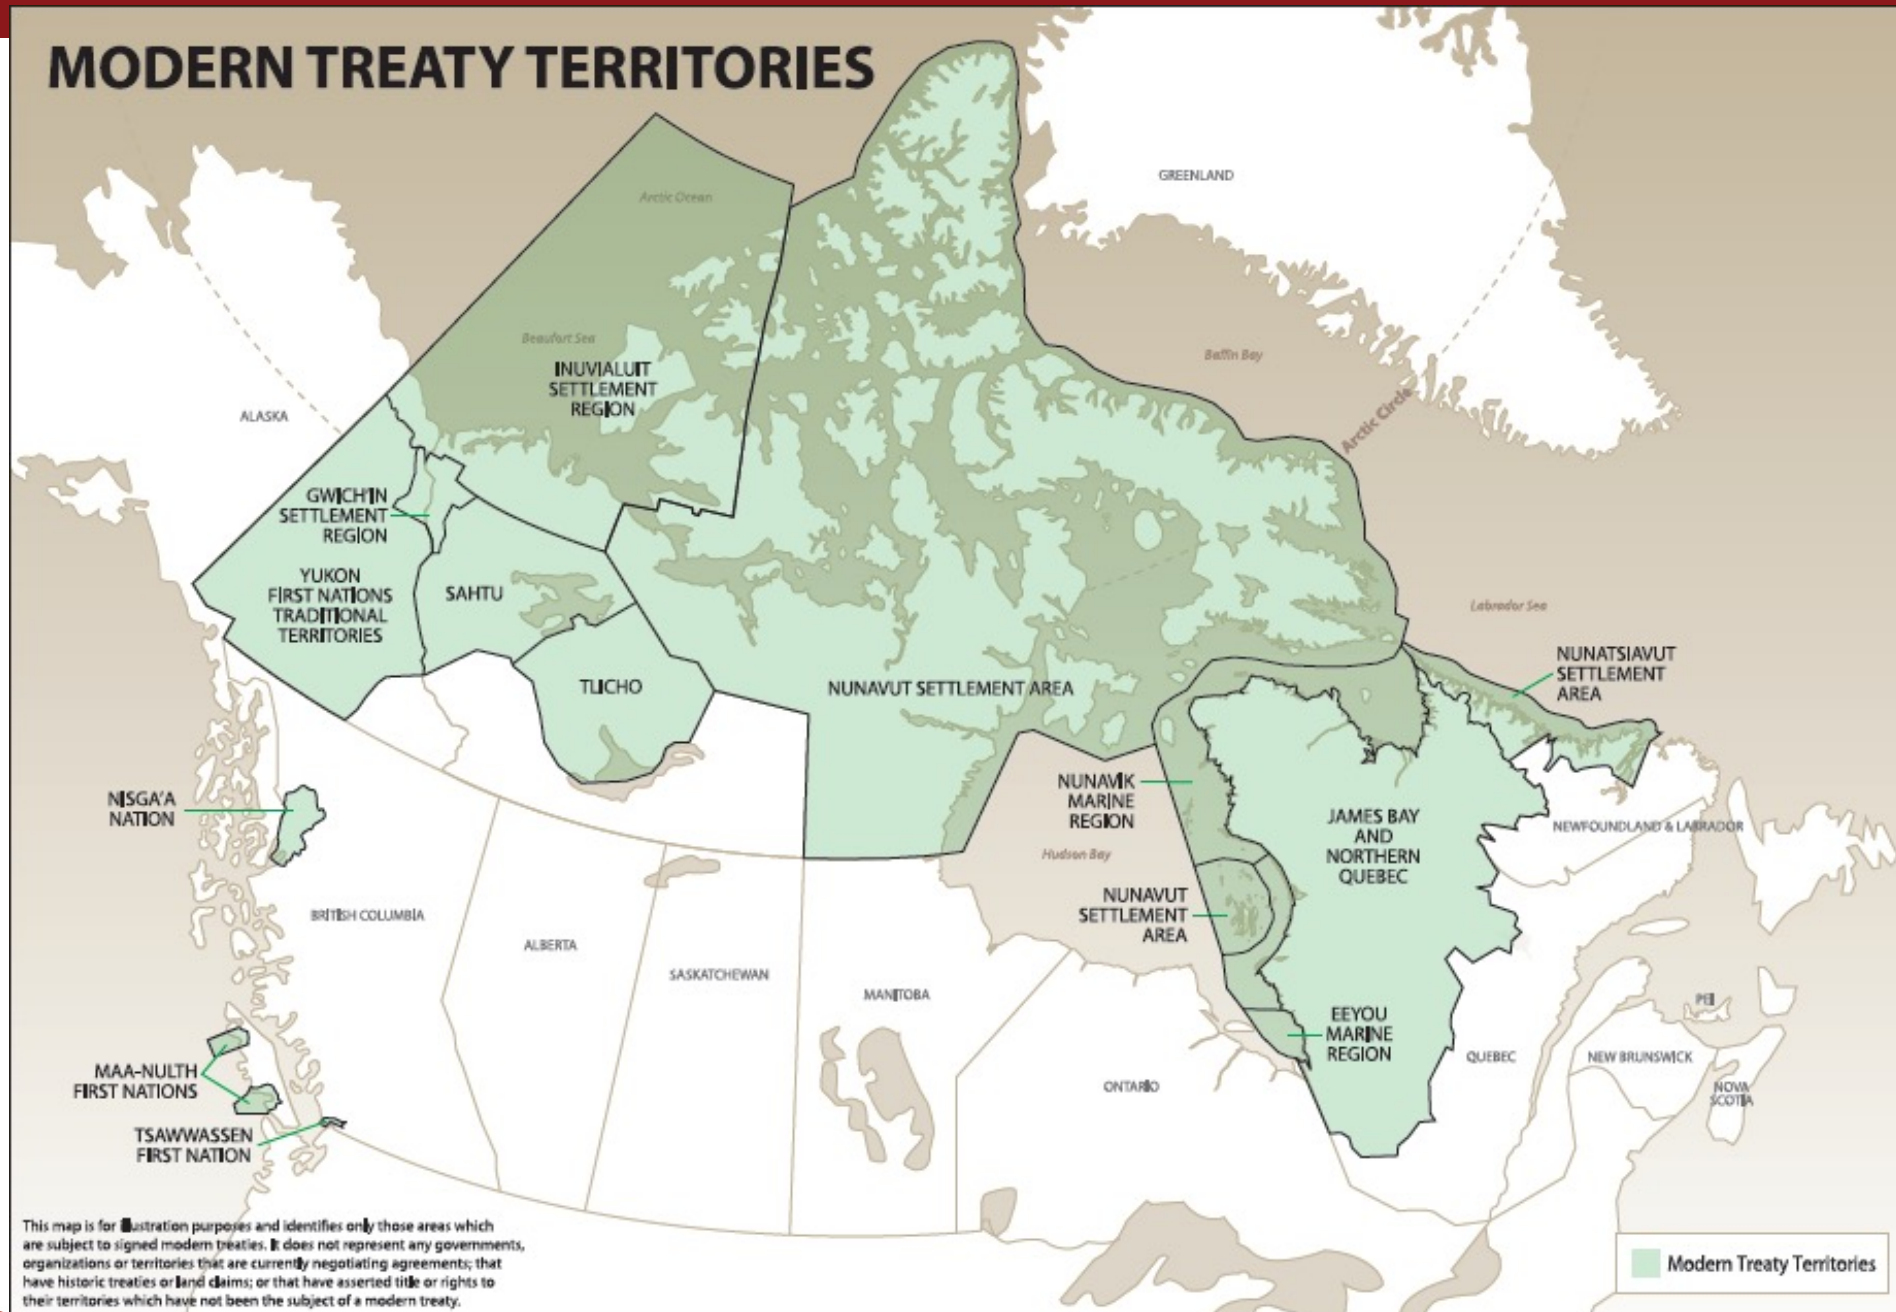 MODERN TREATY TERRITORIES
GREENLAND
Arctic Ocean
Beaufort Sea
INUVIALUIT
SETTLEMENT
REGION
Baffin Bay
Arctic Circle
ALASKA
GWICH'IN
SETTLEMENT
REGION
YUKON
FIRST NATIONS
TRADITIONAL
TERRITORIES
SAHTU
TLICHO
NUNAVUT SETTLEMENT AREA
Labrador Sea
NUNATSIAVUT
SETTLEMENT
AREA
NISGA'A
NATION
NUNAVIK
MARINE
REGION
JAMES BAY
AND
NORTHERN
QUEBEC
NEWFOUNDLAND & LABRADOR
Hudson Bay
NUNAVUT
SETTLEMENT
AREA
BRITISH COLUMBIA
ALBERTA
SASKATCHEWAN
MANITOBA
EEYOU
MARINE
REGION
PEI
MAA-NULTH
FIRST NATIONS
ONTARIO
QUEBEC
NEW BRUNSWICK
NOVA
SCOTIA
TSAWWASSEN
FIRST NATION
This map is for illustration purposes and identifies only those areas which
are subject to signed modern treaties. It does not represent any governments,
organizations or territories that are currently negotiating agreements; that
have historic treaties or land claims; or that have asserted title or rights to
their territories which have not been the subject of a modern treaty.
Modern Treaty Territories